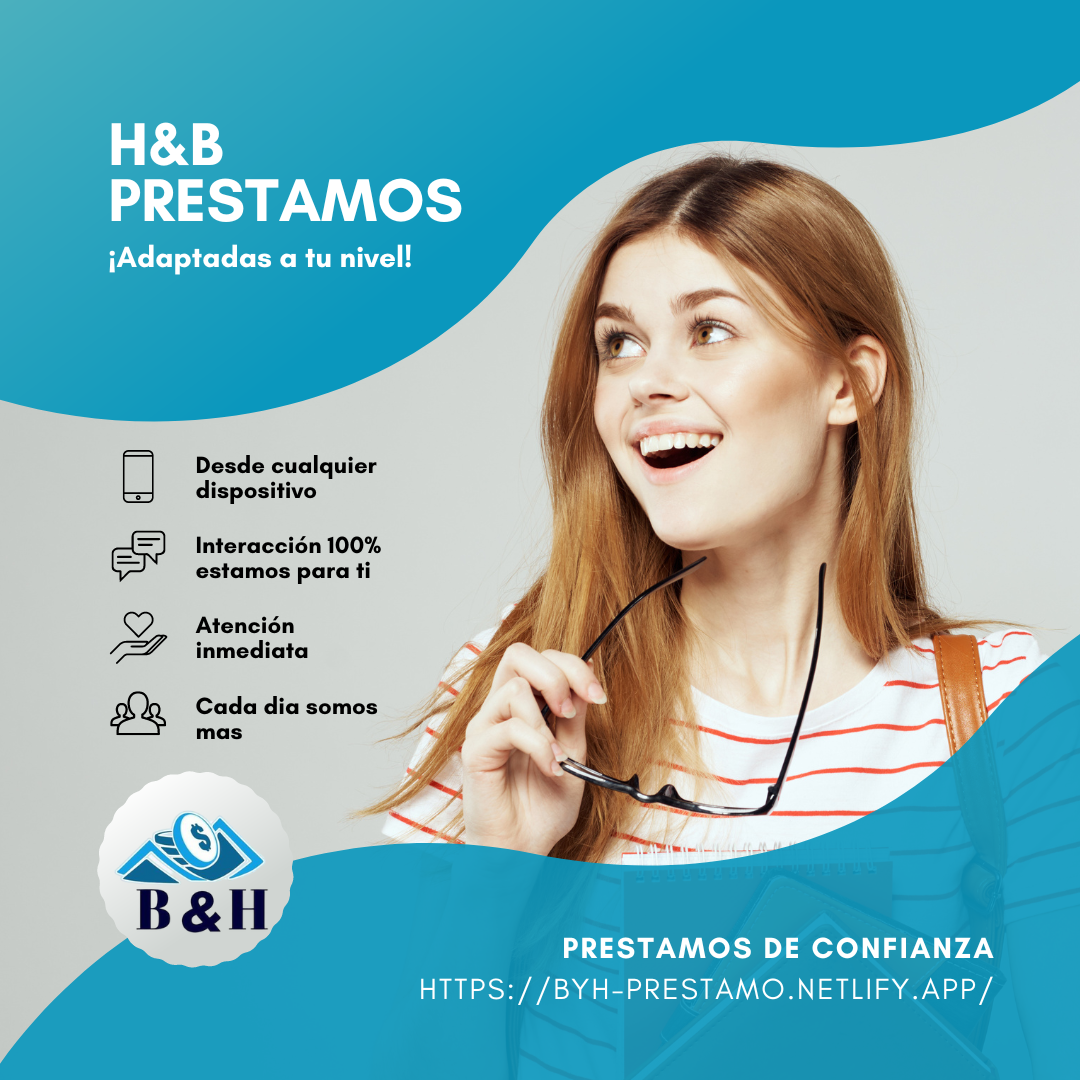 H&B
PRESTAMOS
¡Adaptadas a tu nivel!
Desde cualquier
dispositivo
Interacción 100%
estamos para ti
Atención
inmediata
Cada dia somos
mas
$
B & H
PRESTAMOS DE CONFIANZA
HTTPS://BYH-PRESTAMO.NETLIFY.APP/